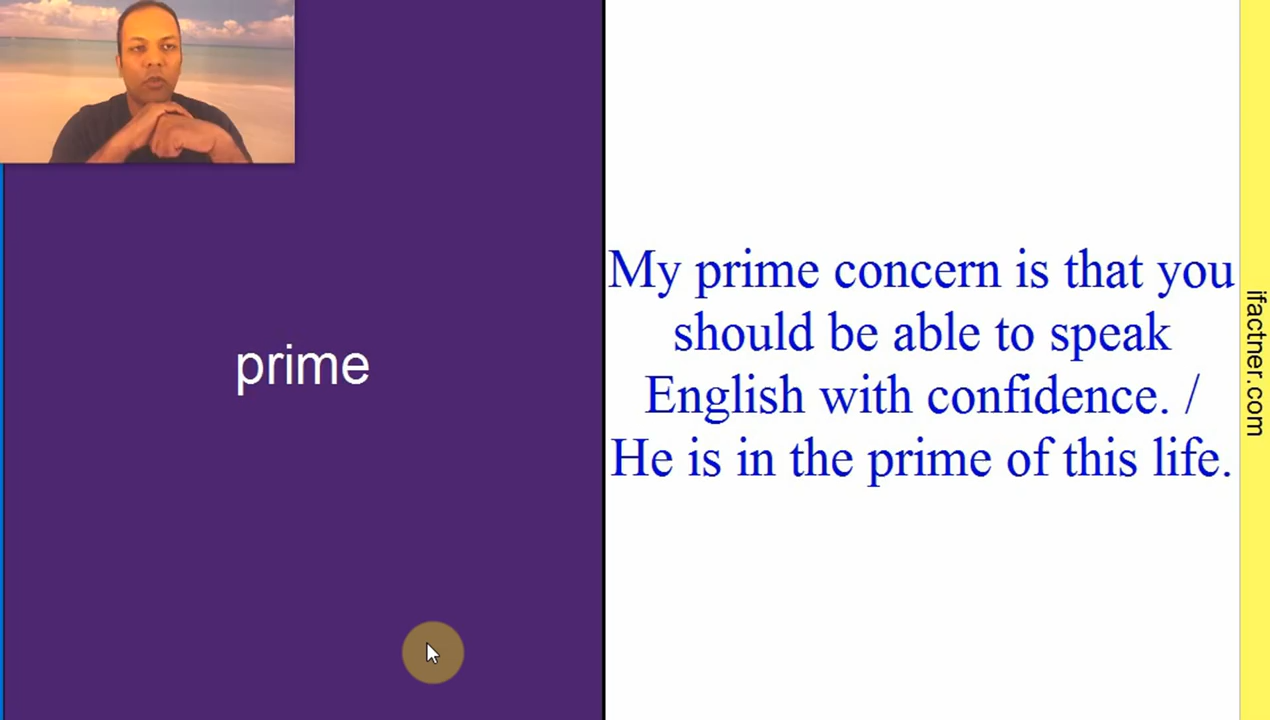 prime
My prime concern is that you
should be able to speak
English with confidence. /
He is in the prime of this life.
ifactner.com